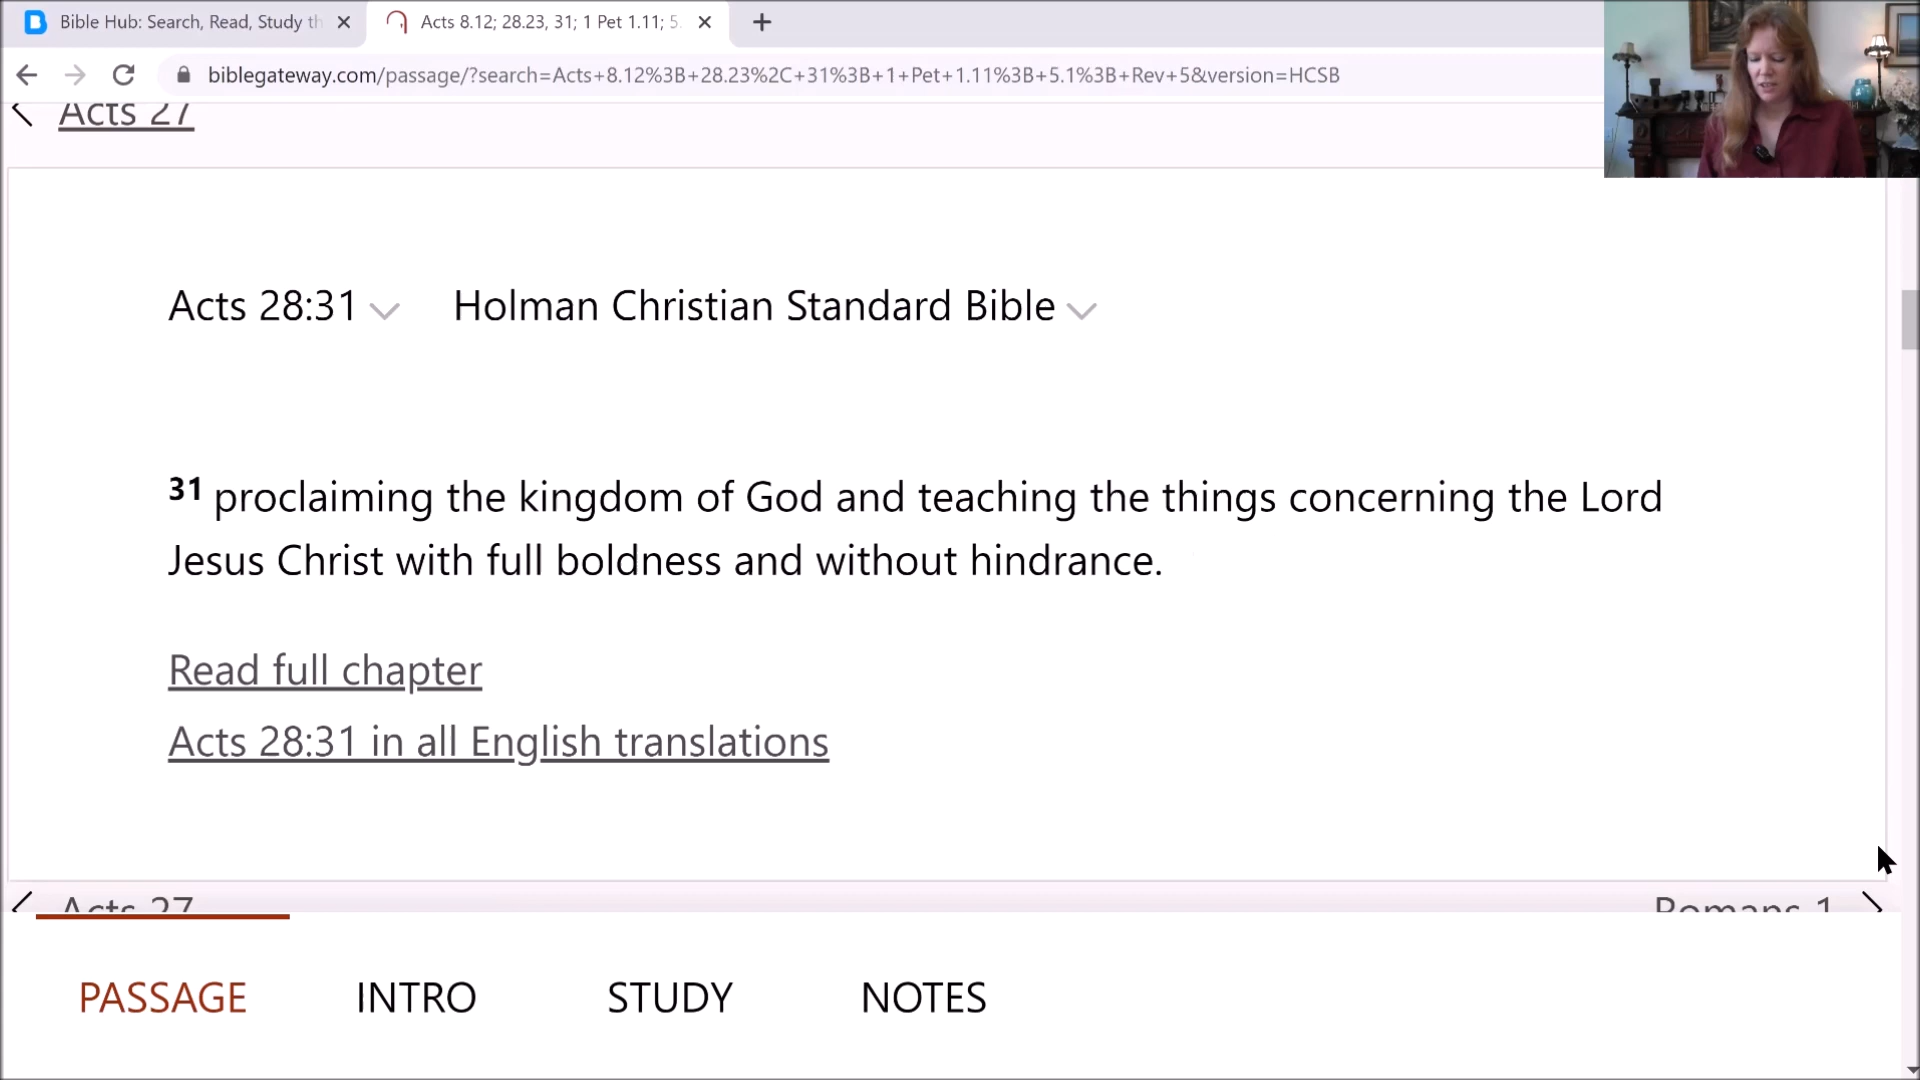 Bible Hub: Search, Read, Study th
Acts 8.12; 28.23, 31; 1 Pet 1.11; 5.
biblegateway.com/passage/?search=Acts+8.12%3B+28.23%2C+31%3B+1+Pet+1.11%3B+5.1%3B+Rev+5&version=HCSB
Acts 27
Acts 28:31 Holman Christian Standard Bible
31 proclaiming the kingdom of God and teaching the things concerning the Lord
Jesus Christ with full boldness and without hindrance.
Read full chapter
Acts 28:31 in all English translations
Acts 27 Romans 1
PASSAGE INTRO STUDY NOTES